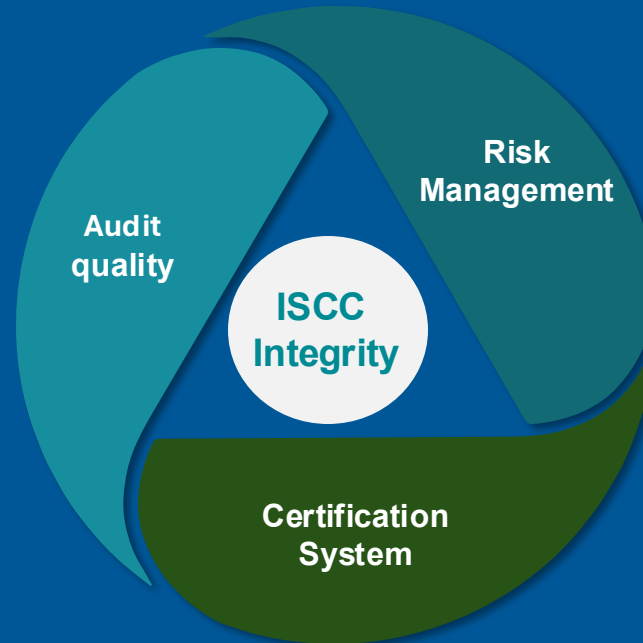 Risk
Management
Audit
quality
ISCC
Integrity
Certification
System